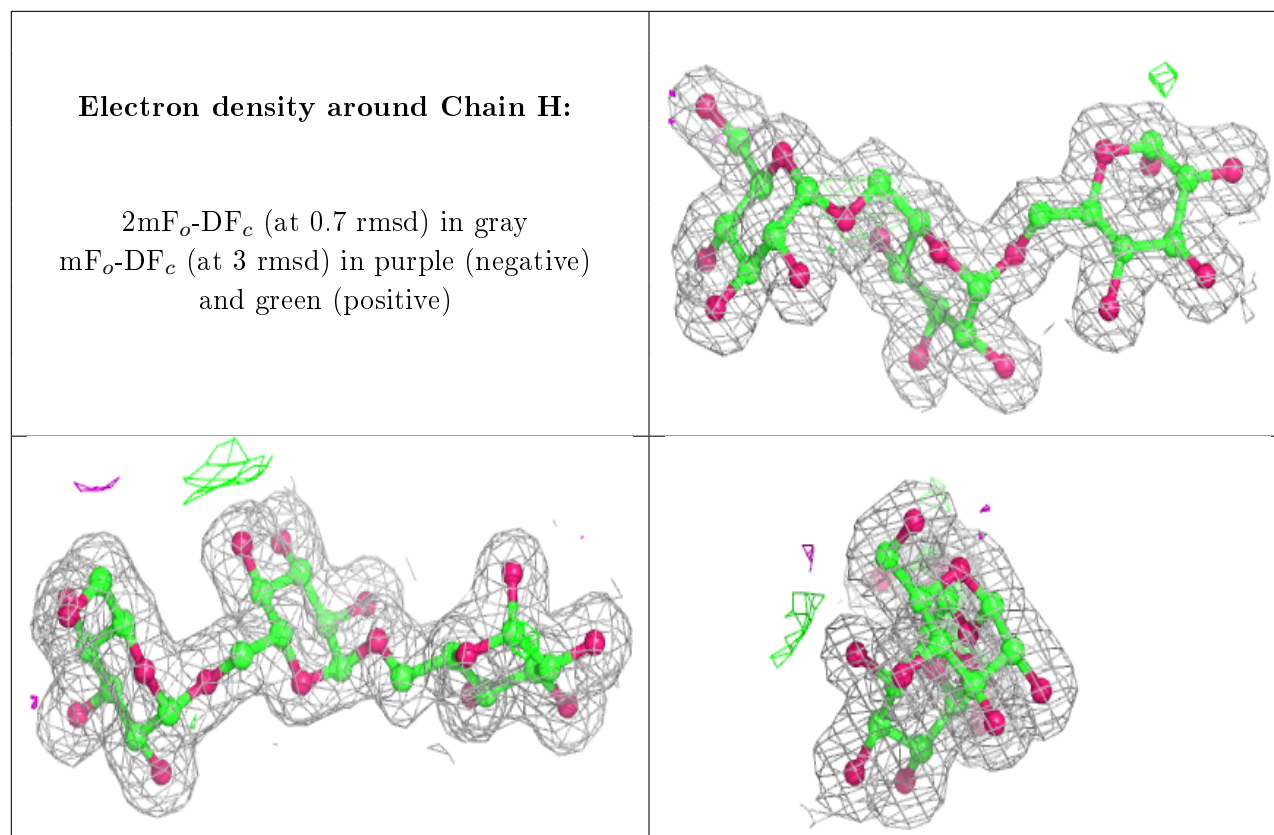 Electron density around Chain H:
2mFₒ-DF𝒸 (at 0.7 rmsd) in gray
mFₒ-DF𝒸 (at 3 rmsd) in purple (negative)
and green (positive)